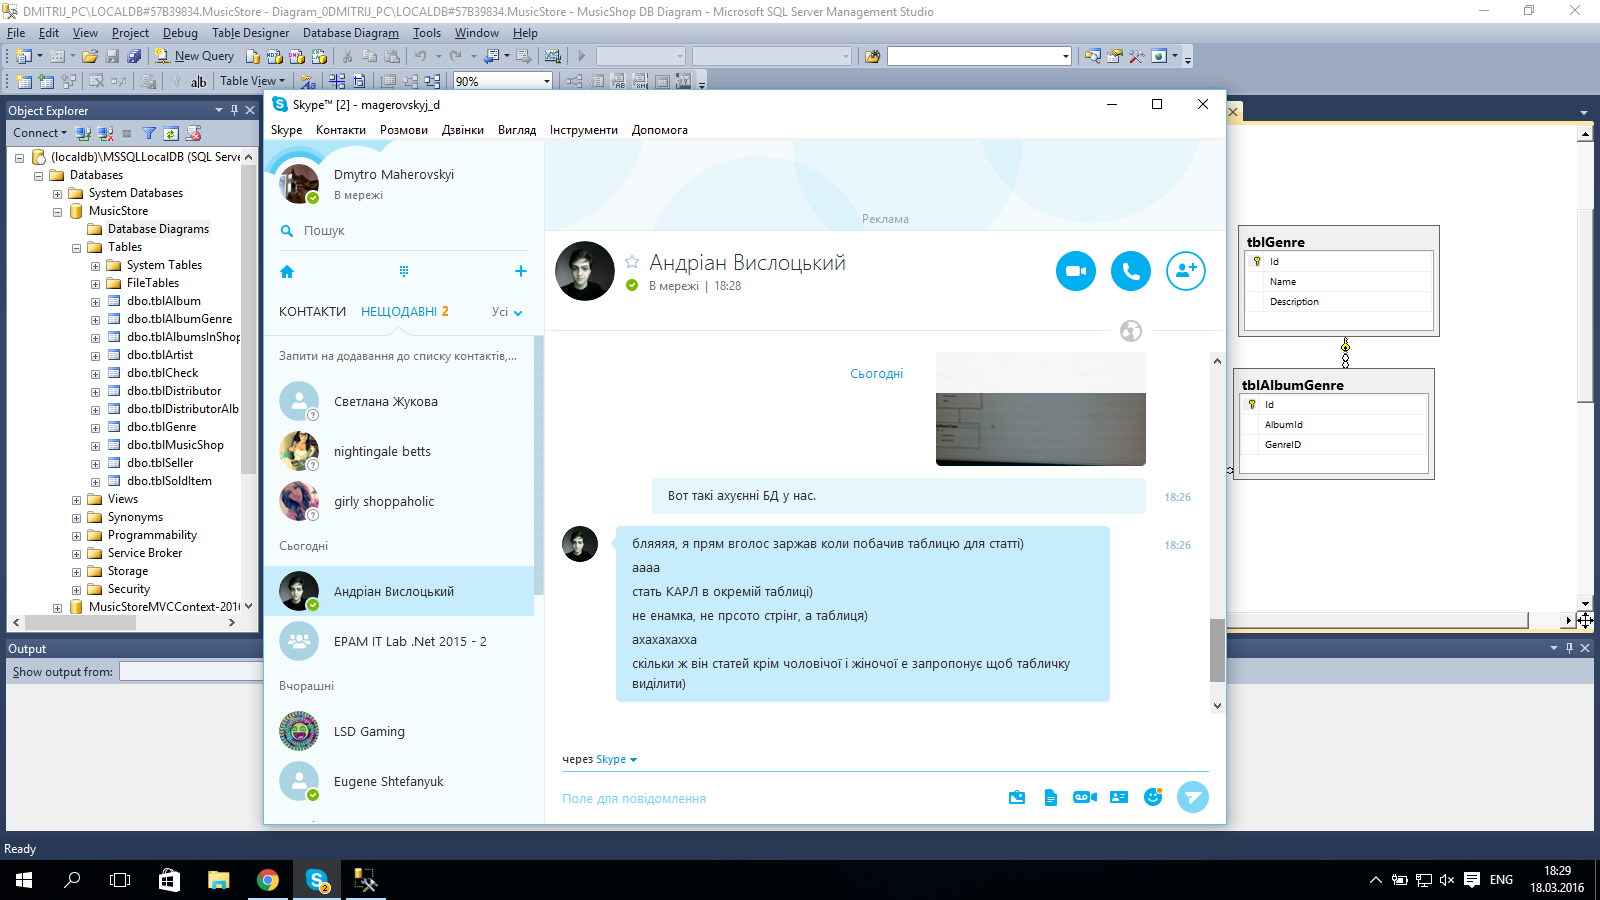 DMITRIJ_PC\LOCALDB#57B39834.MusicStore - Diagram_0DMITRIJ_PC\LOCALDB#57B39834.MusicStore - MusicShop DB Diagram - Microsoft SQL Server Management Studio
File Edit View Project Debug Table Designer Database Diagram Tools Window Help
New Query
Table View
90%
Object Explorer
Connect
(localdb)\MSSQLLocalDB (SQL Serve
Databases
System Databases
MusicStore
Database Diagrams
Tables
System Tables
FileTables
dbo.tblAlbum
dbo.tblAlbumGenre
dbo.tblAlbumsInShop
dbo.tblArtist
dbo.tblCheck
dbo.tblDistributor
dbo.tblDistributorAlb
dbo.tblGenre
dbo.tblMusicShop
dbo.tblSeller
dbo.tblSoldItem
Views
Synonyms
Programmability
Service Broker
Storage
Security
MusicStoreMVCContext-2016
Output
Show output from:
Ready
Skype™ [2] - magerovskyj_d
Skype Контакти Розмови Дзвінки Вигляд Інструменти Допомога
Dmytro Maherovskyi
В мережі
Пошук
КОНТАКТИ НЕЩОДАВНІ 2 Усі
Запити на додавання до списку контактів,...
Светлана Жукова
nightingale betts
girly shoppaholic
Сьогодні
Андріан Вислоцький
EPAM IT Lab .Net 2015 - 2
Вчорашні
LSD Gaming
Eugene Shtefanyuk
Реклама
Андріан Вислоцький
В мережі | 18:28
Сьогодні
Вот такі ахуєнні БД у нас.
18:26
бляяяя, я прям вголос заржав коли побачив таблицю для статті)
18:26
аааа
стать КАРЛ в окремій таблиці)
не енамка, не прсото стрінг, а таблиця)
ахахахахха
скільки ж він статей крім чоловічої і жіночої е запропонує щоб табличку
виділити)
через Skype
Поле для повідомлення
tblGenre
Id
Name
Description
tblAlbumGenre
Id
AlbumId
GenreID
ENG
18:29
18.03.2016